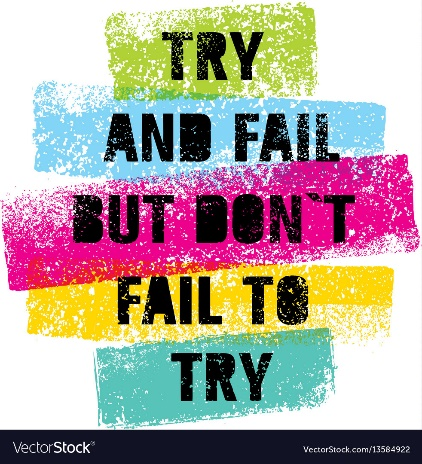 TRY
AND FAIL
BUT DON`T
FAIL TO
TRY
VectorStock®
VectorStock.com/13584922